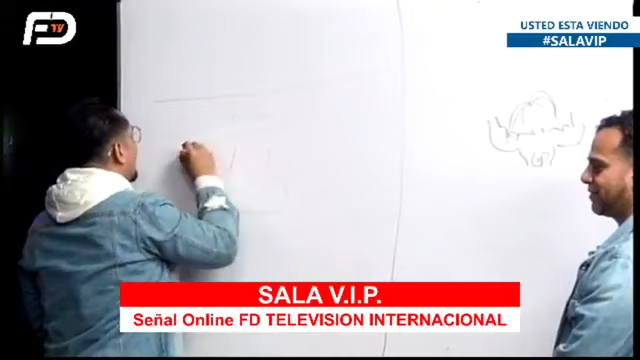 FD
TV
USTED ESTA VIENDO
#SALAVIP
SALA V.I.P.
Señal Online FD TELEVISION INTERNACIONAL